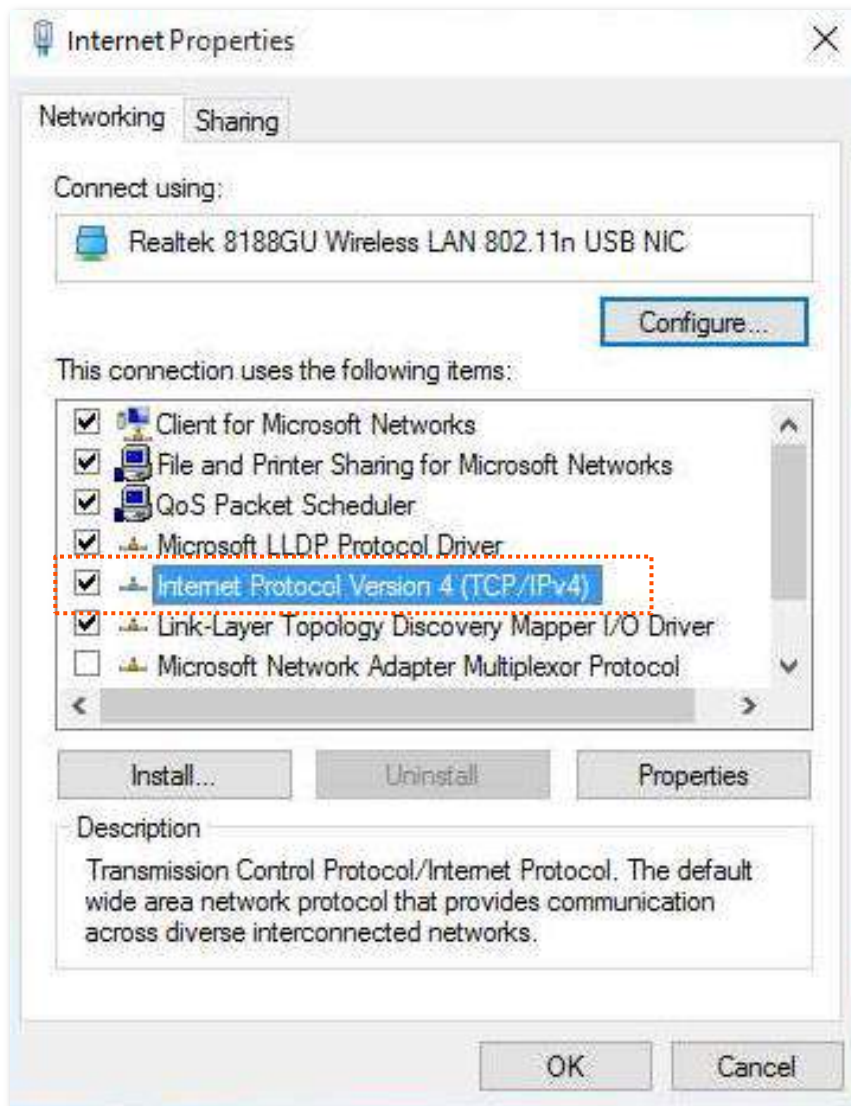 Internet Properties
Networking Sharing
Connect using:
Realtek 8188GU Wireless LAN 802.11n USB NIC
Configure...
This connection uses the following items:
Client for Microsoft Networks
File and Printer Sharing for Microsoft Networks
QoS Packet Scheduler
Microsoft LLDP Protocol Driver
Internet Protocol Version 4 (TCP/IPv4)
Link-Layer Topology Discovery Mapper I/O Driver
Microsoft Network Adapter Multiplexor Protocol
Install... Uninstall Properties
Description
Transmission Control Protocol/Internet Protocol. The default
wide area network protocol that provides communication
across diverse interconnected networks.
OK Cancel